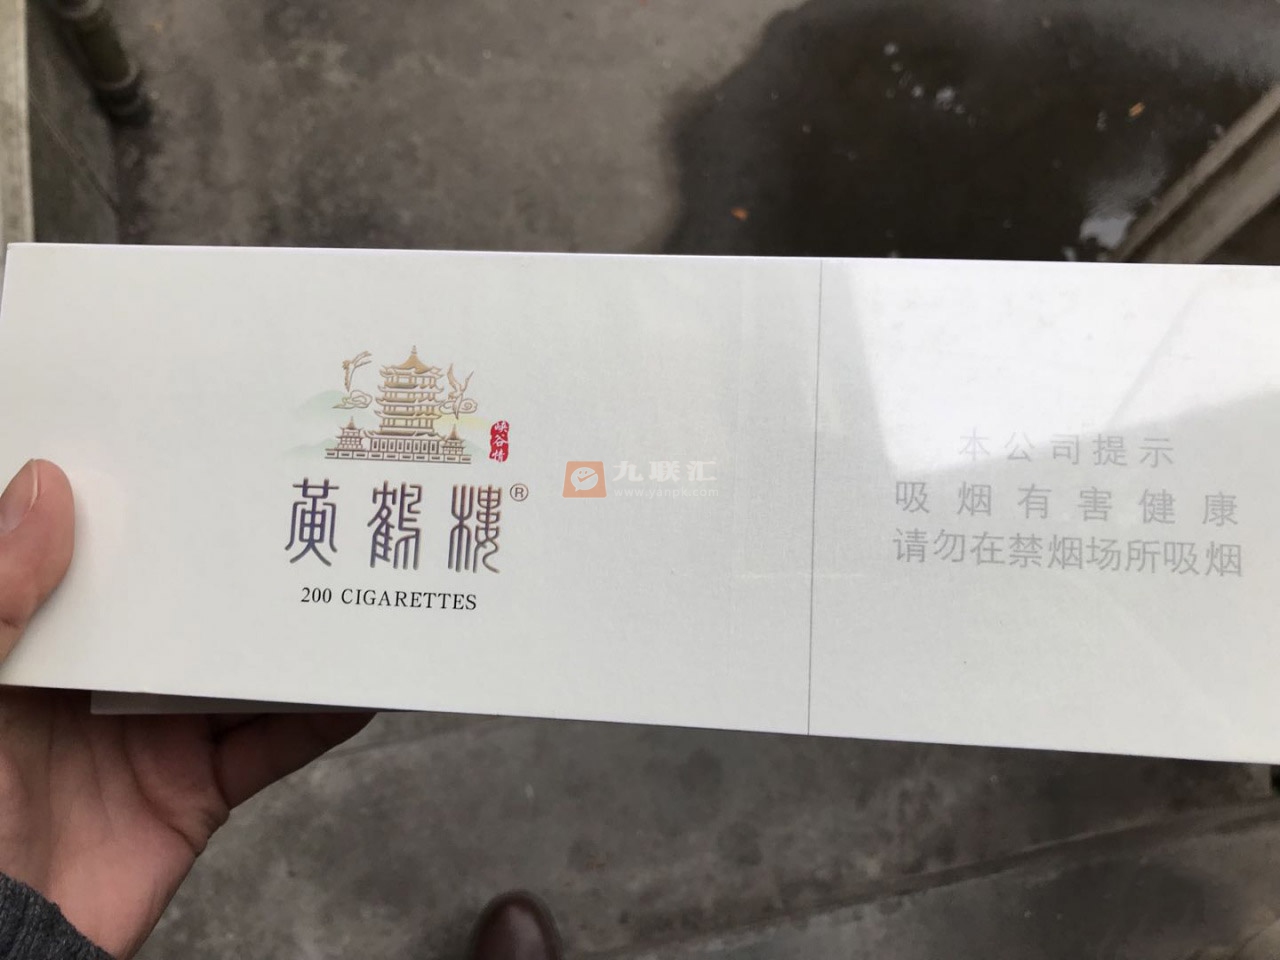 峡谷情
黄鹤楼®
200 CIGARETTES
九联汇
www.yanpk.com
本公司提示
吸烟有害健康
请勿在禁烟场所吸烟